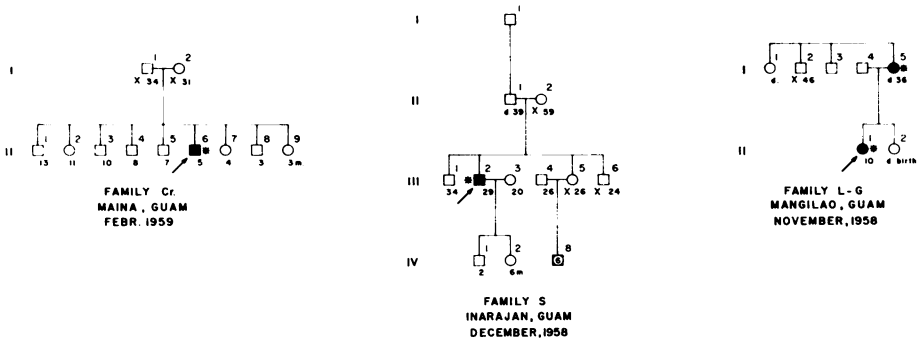 I
1 2
X 34 X 31
II
1 2 3 4 5 6 7 8 9
13 11 10 8 7 5 * 4 3 3m
FAMILY Cr.
MAINA, GUAM
FEBR. 1959
I
1
II
1 2
d 39 X 59
III
1 2 3 4 5 6
34 * 29 20 26 X 26 X 24
IV
1 2 8
2 6m 6
FAMILY S
INARAJAN, GUAM
DECEMBER, 1958
I
1 2 3 4 5
d. X 46 * d 36
II
1 2
10 * d birth
FAMILY L-G
MANGILAO, GUAM
NOVEMBER, 1958